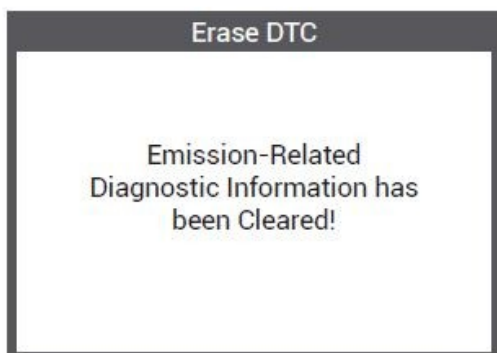 Erase DTC
Emission-Related
Diagnostic Information has
been Cleared!